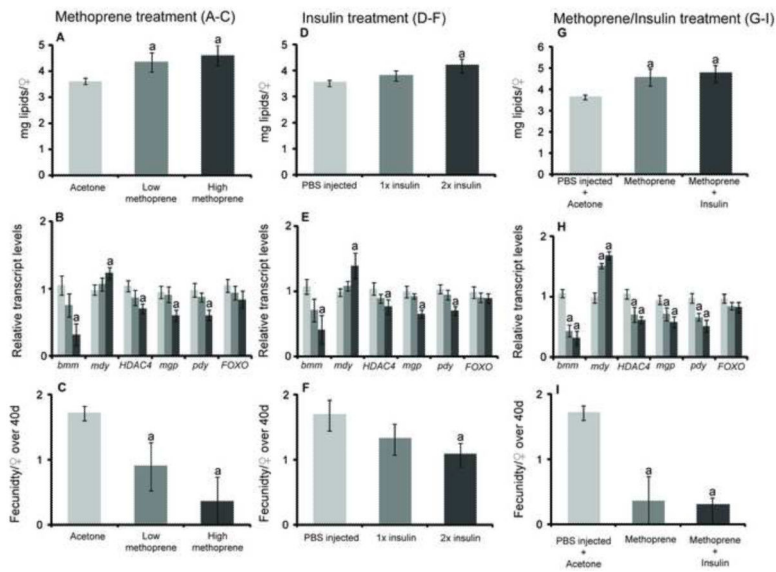 Methoprene treatment (A-C)
Insulin treatment (D-F)
Methoprene/Insulin treatment (G-I)
A
mg lipids/♀
5
4
3
2
1
0
a
a
Acetone
Low methoprene
High methoprene
D
mg lipids/♀
5
4
3
2
1
0
a
PBS injected
1x insulin
2x insulin
G
mg lipids/♀
6
5
4
3
2
1
0
a
a
PBS injected + Acetone
Methoprene
Methoprene + Insulin
B
Relative transcript levels
2
1
0
a
a
a
a
a
bmm
mdy
HDAC4
mgp
pdy
FOXO
E
Relative transcript levels
2
1
0
a
a
a
a
a
bmm
mdy
HDAC4
mgp
pdy
FOXO
H
Relative transcript levels
2
1
0
a
a
a
a
a
a
a
a
a
a
bmm
mdy
HDAC4
mgp
pdy
FOXO
C
Fecunidty/♀ over 40d
2
1
0
a
a
Acetone
Low methoprene
High methoprene
F
Fecunidty/♀ over 40d
2
1
0
a
PBS injected
1x insulin
2x insulin
I
Fecunidty/♀ over 40d
2
1
0
a
a
PBS injected + Acetone
Methoprene
Methoprene + Insulin